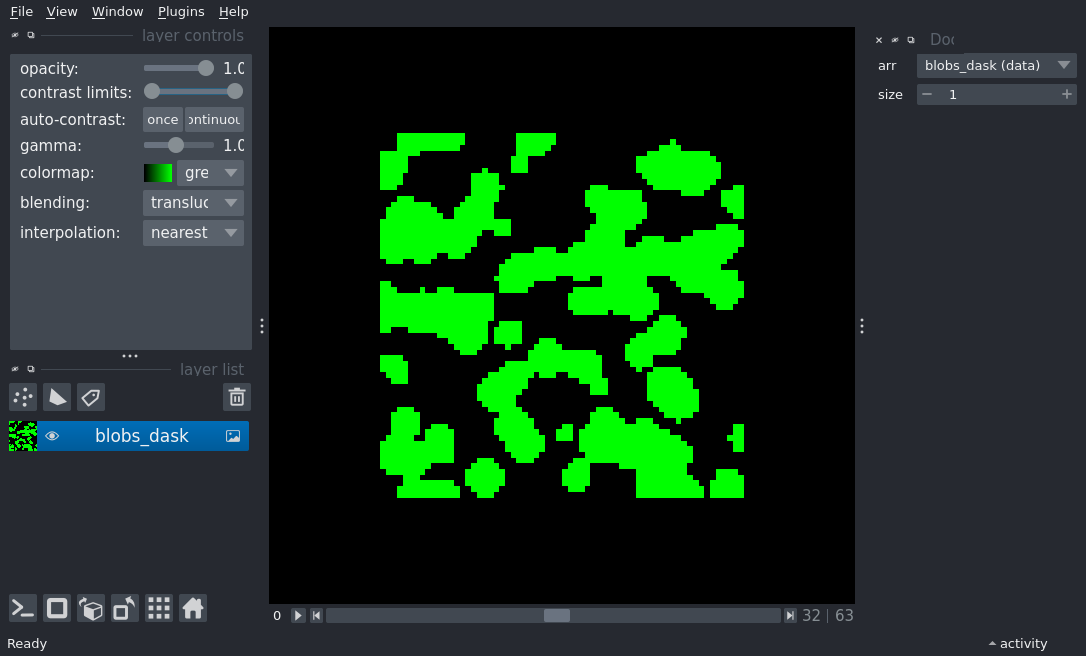 File View Window Plugins Help
layer controls
opacity: 1.0
contrast limits:
auto-contrast: once ontinuou
gamma: 1.0
colormap: gre
blending: transluc
interpolation: nearest
layer list
blobs_dask
0 32 | 63
Ready
Doc
arr blobs_dask (data)
size 1
activity